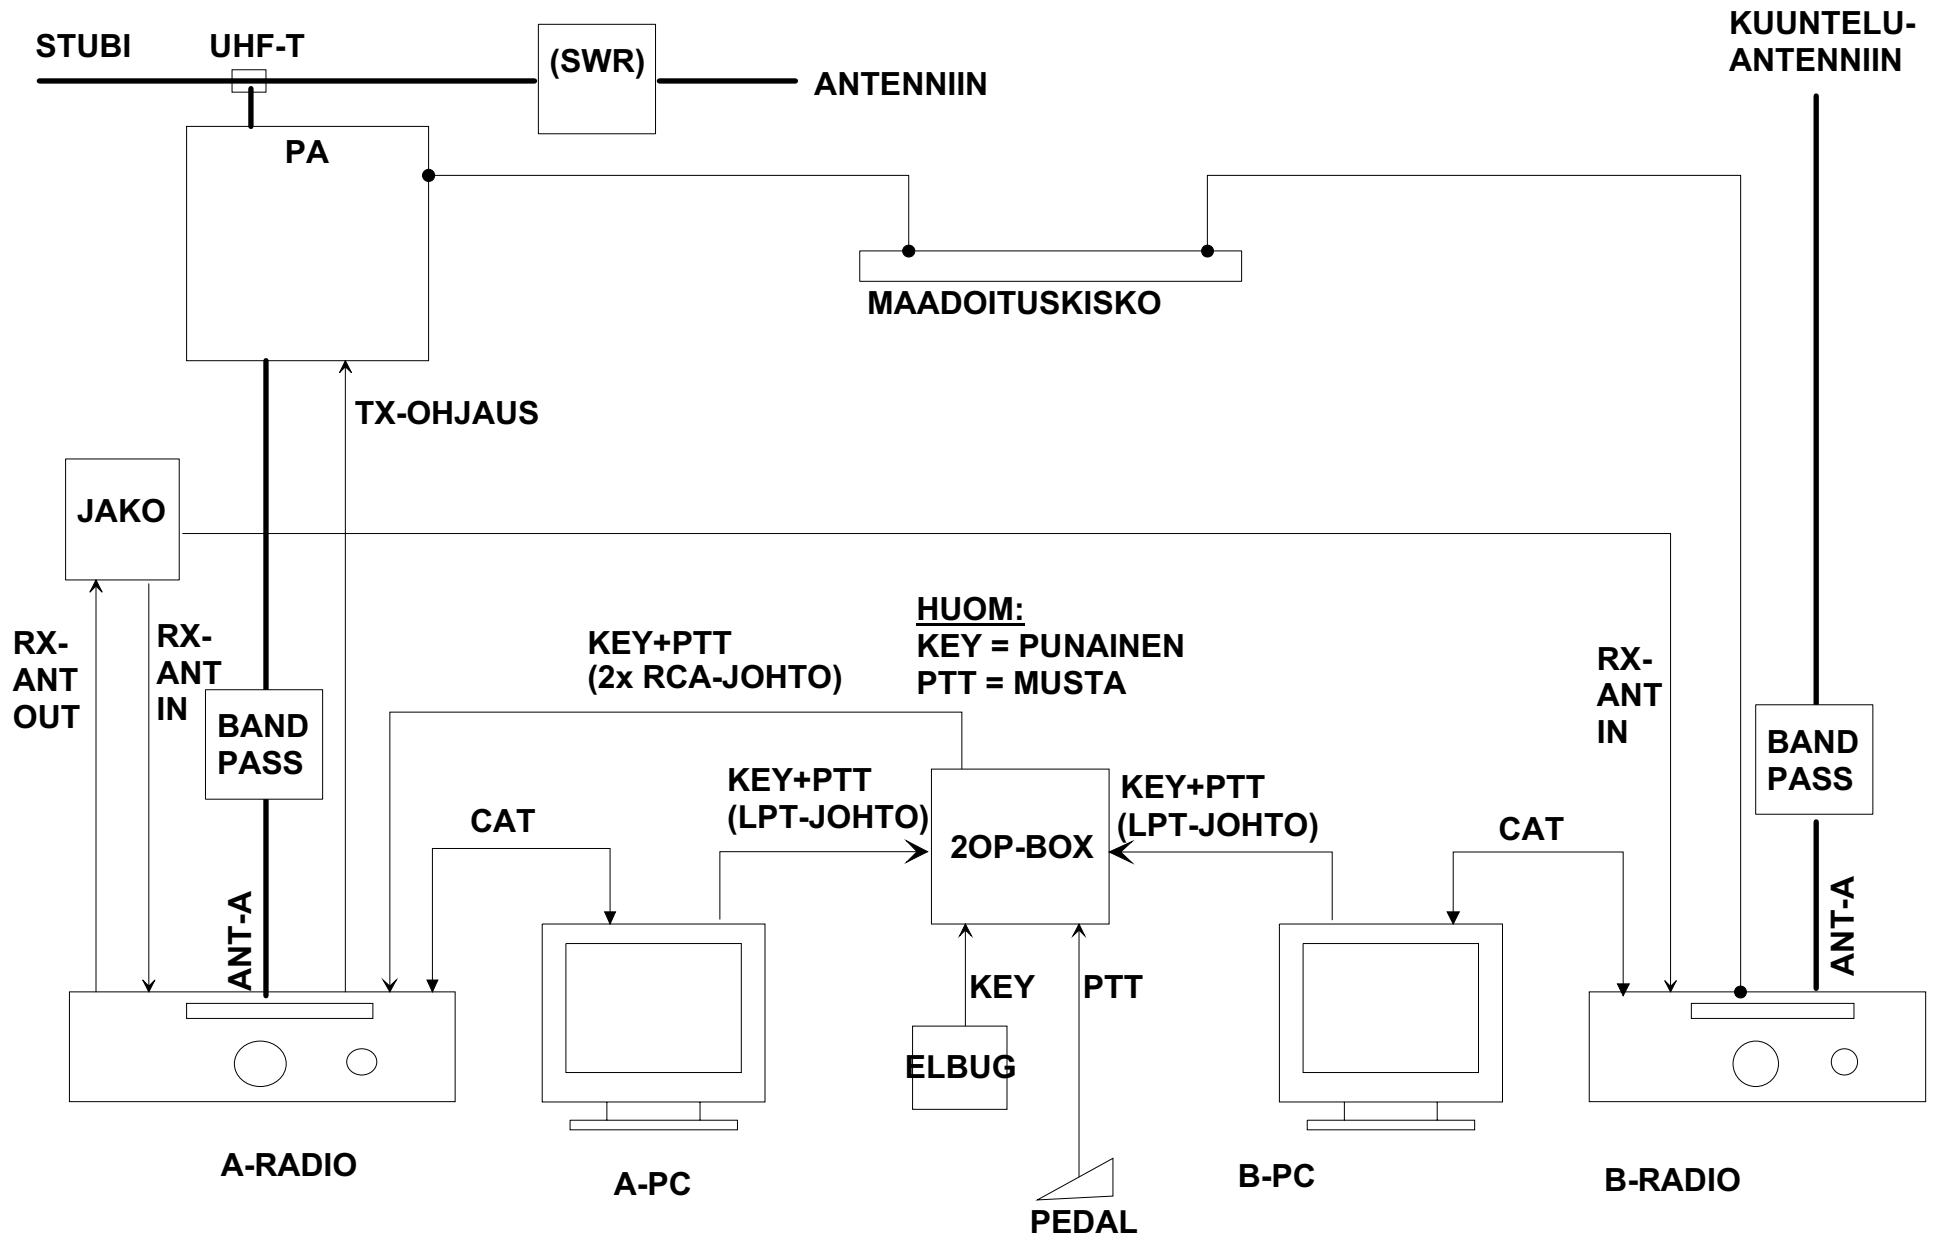 STUBI
UHF-T
(SWR)
ANTENNIIN
KUUNTELU-
ANTENNIIN
PA
MAADOITUSKISKO
TX-OHJAUS
JAKO
RX-
ANT
OUT
RX-
ANT
IN
BAND
PASS
KEY+PTT
(2x RCA-JOHTO)
HUOM:
KEY = PUNAINEN
PTT = MUSTA
RX-
ANT
IN
BAND
PASS
CAT
KEY+PTT
(LPT-JOHTO)
2OP-BOX
KEY+PTT
(LPT-JOHTO)
CAT
ANT-A
ANT-A
KEY
PTT
ELBUG
A-RADIO
A-PC
PEDAL
B-PC
B-RADIO